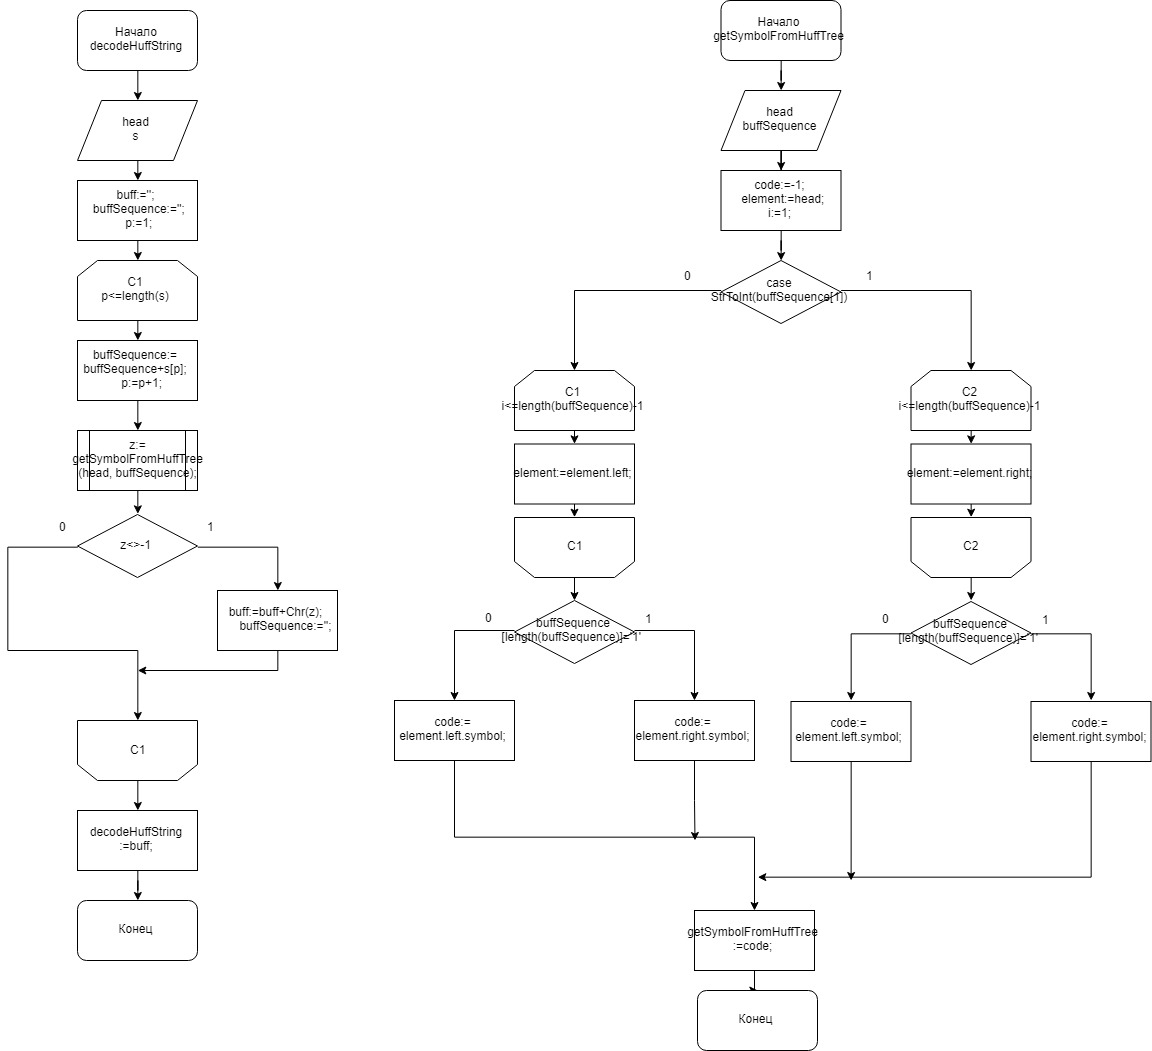 Начало
decodeHuffString
head
s
buff:='';
buffSequence:='';
p:=1;
C1
p<=length(s)
buffSequence:=
buffSequence+s[p];
p:=p+1;
z:=
getSymbolFromHuffTree
(head, buffSequence);
0
1
z<>-1
buff:=buff+Chr(z);
buffSequence:='';
C1
decodeHuffString
:=buff;
Конец
Начало
getSymbolFromHuffTree
head
buffSequence
code:=-1;
element:=head;
i:=1;
0
1
case
StrToInt(buffSequence[1])
C1
i<=length(buffSequence)-1
element:=element.left;
C1
0
1
buffSequence
[length(buffSequence)]='1'
code:=
element.left.symbol;
code:=
element.right.symbol;
C2
i<=length(buffSequence)-1
element:=element.right;
C2
0
1
buffSequence
[length(buffSequence)]='1'
code:=
element.left.symbol;
code:=
element.right.symbol;
getSymbolFromHuffTree
:=code;
Конец